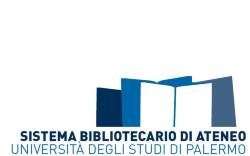 SISTEMA BIBLIOTECARIO DI ATENEO
UNIVERSITÀ DEGLI STUDI DI PALERMO